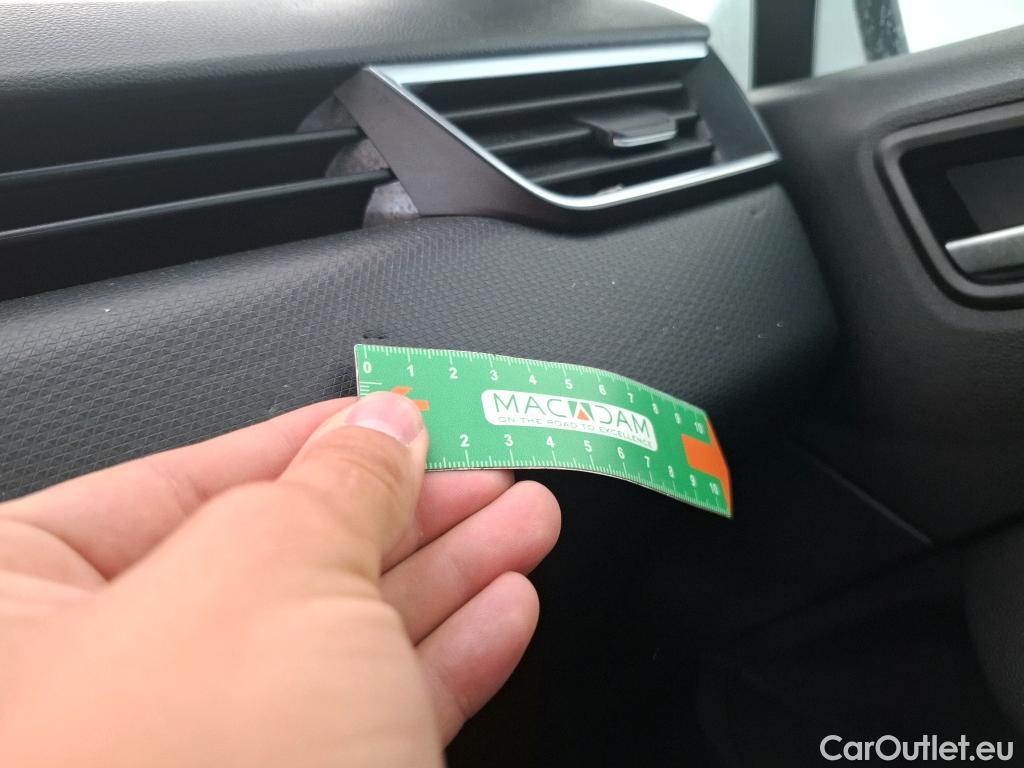 0 1 2 3 4 5 6 7 8 9 10
MACADAM
ON THE ROAD TO EXCELLENCE
2 3 4 5 6 7 8 9 10
CarOutlet.eu